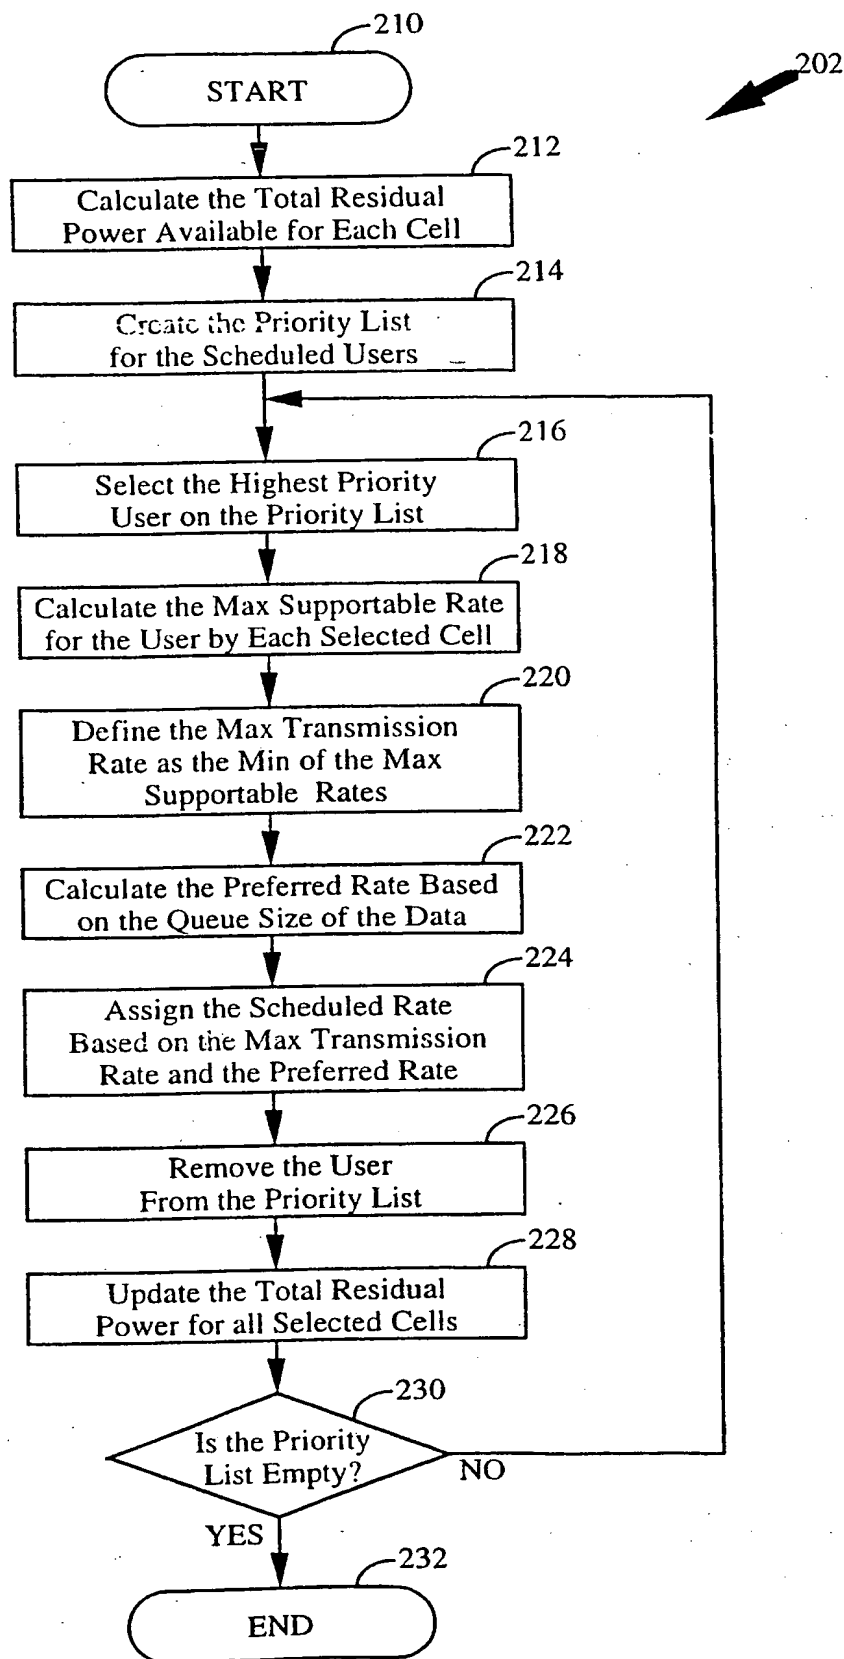 210
START
202
212
Calculate the Total Residual
Power Available for Each Cell
214
Create the Priority List
for the Scheduled Users
216
Select the Highest Priority
User on the Priority List
218
Calculate the Max Supportable Rate
for the User by Each Selected Cell
220
Define the Max Transmission
Rate as the Min of the Max
Supportable Rates
222
Calculate the Preferred Rate Based
on the Queue Size of the Data
224
Assign the Scheduled Rate
Based on the Max Transmission
Rate and the Preferred Rate
226
Remove the User
From the Priority List
228
Update the Total Residual
Power for all Selected Cells
230
Is the Priority
List Empty?
NO
YES
232
END